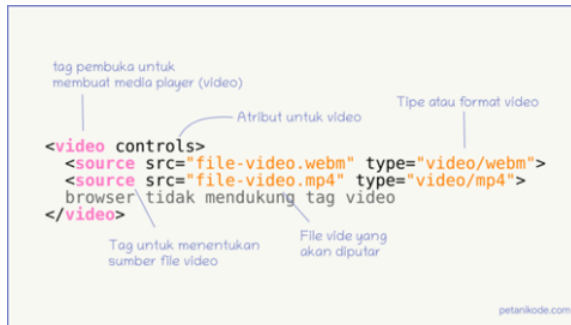 tag pembuka untuk
membuat media player (video)
Atribut untuk video
Tipe atau format video
<video controls>
<source src="file-video.webm" type="video/webm">
<source src="file-video.mp4" type="video/mp4">
browser tidak mendukung tag video
</video>
Tag untuk menentukan
sumber file video
File vide yang
akan diputar
petanikode.com